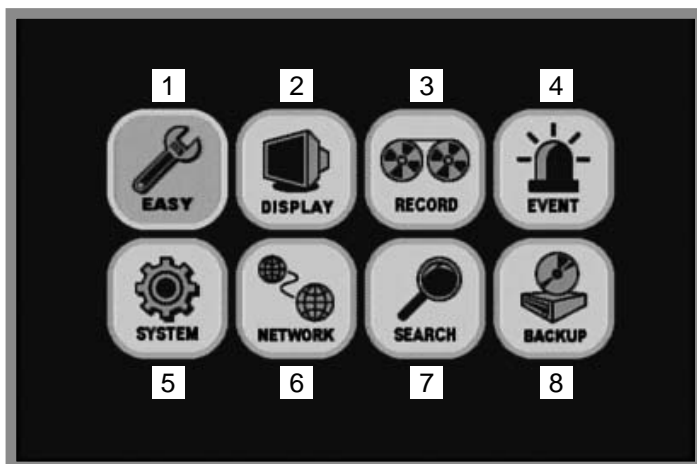 1 2 3 4
EASY DISPLAY RECORD EVENT
SYSTEM NETWORK SEARCH BACKUP
5 6 7 8